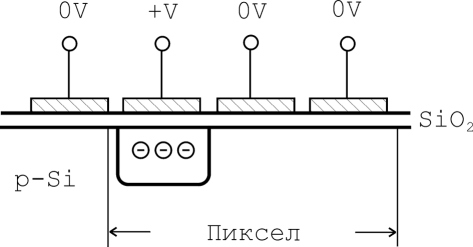 0V +V 0V 0V
SiO₂
⊖ ⊖ ⊖
p-Si
Пиксел